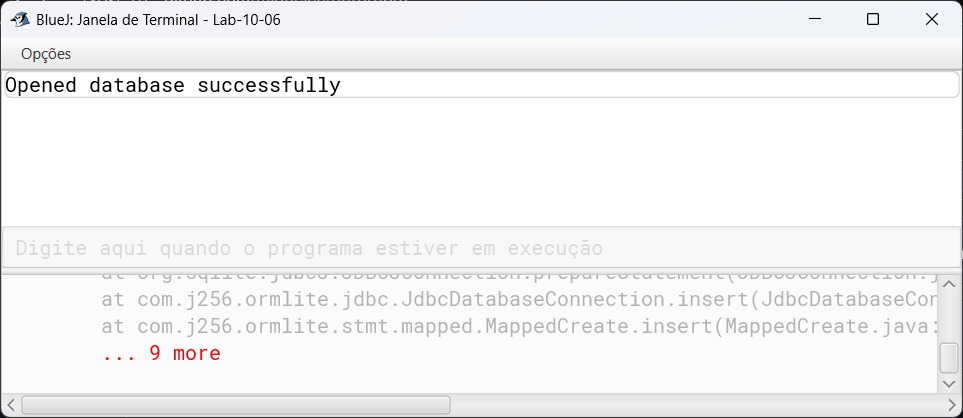 BlueJ: Janela de Terminal - Lab-10-06
Opções
Opened database successfully
Digite aqui quando o programa estiver em execução
at org.sqlite.jdbc3.JDBC3Connection.prepareStatement(JDBC3Connection.j
at com.j256.ormlite.jdbc.JdbcDatabaseConnection.insert(JdbcDatabaseCon
at com.j256.ormlite.stmt.mapped.MappedCreate.insert(MappedCreate.java:
... 9 more